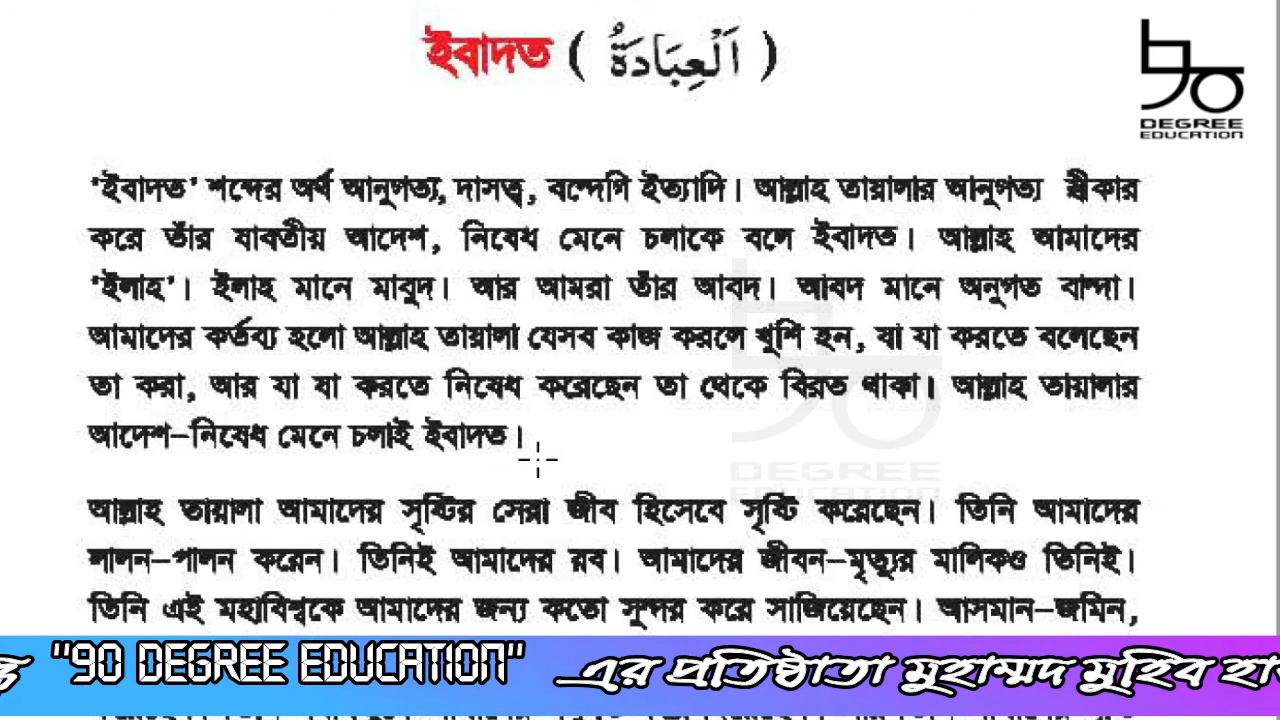 ইবাদত ( اَلْعِبَادَةُ )
DEGREE
EDUCATION
'ইবাদত' শব্দের অর্থ আনুগত্য, দাসত্ব, বন্দেগি ইত্যাদি। আল্লাহ তায়ালার আনুগত্য স্বীকার
করে তাঁর যাবতীয় আদেশ, নিষেধ মেনে চলাকে বলে ইবাদত। আল্লাহ আমাদের
'ইলাহ'। ইলাহ মানে মাবুদ। আর আমরা তাঁর আবদ। আবদ মানে অনুগত বান্দা।
আমাদের কর্তব্য হলো আল্লাহ তায়ালা যেসব কাজ করলে খুশি হন, যা যা করতে বলেছেন
তা করা, আর যা যা করতে নিষেধ করেছেন তা থেকে বিরত থাকা। আল্লাহ তায়ালার
আদেশ-নিষেধ মেনে চলাই ইবাদত।
DEGREE
EDUCATION
আল্লাহ তায়ালা আমাদের সৃষ্টির সেরা জীব হিসেবে সৃষ্টি করেছেন। তিনি আমাদের
লালন-পালন করেন। তিনিই আমাদের রব। আমাদের জীবন-মৃত্যুর মালিকও তিনিই।
তিনি এই মহাবিশ্বকে আমাদের জন্য কতো সুন্দর করে সাজিয়েছেন। আসমান-জমিন,
"90 DEGREE EDUCATION" এর প্রতিষ্ঠাতা মুহাম্মদ মুহিব